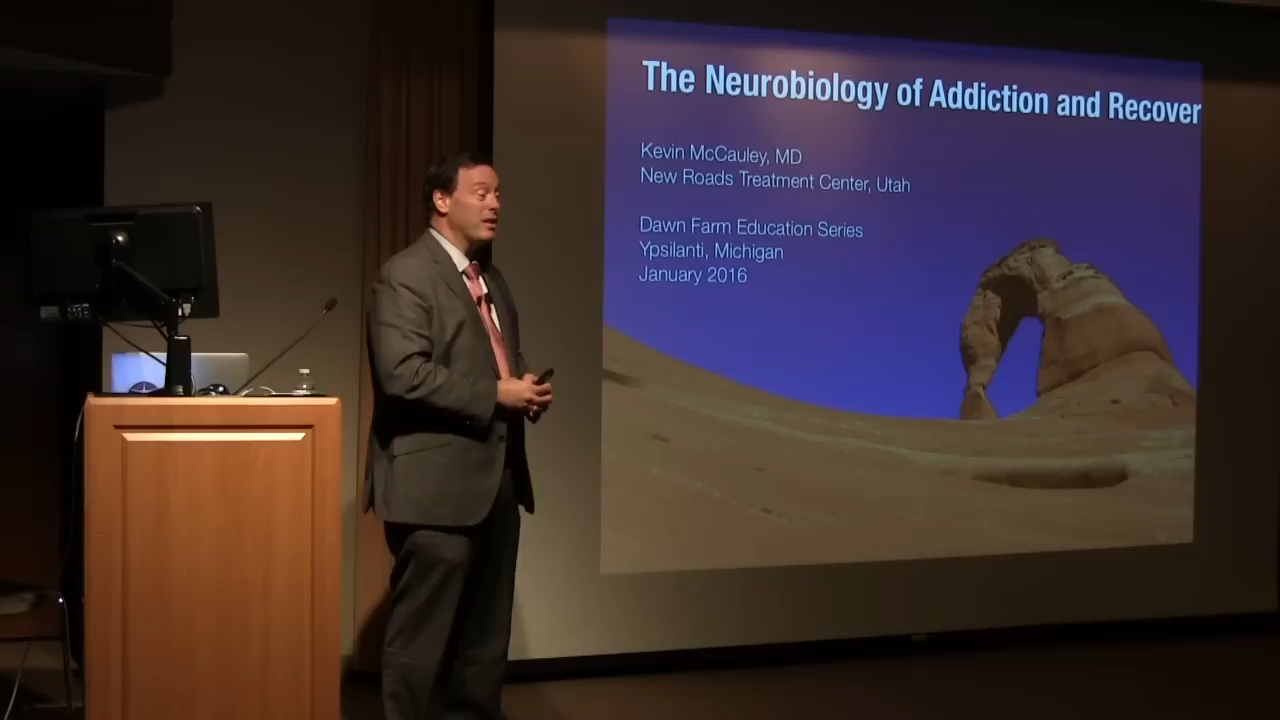 The Neurobiology of Addiction and Recover
Kevin McCauley, MD
New Roads Treatment Center, Utah
Dawn Farm Education Series
Ypsilanti, Michigan
January 2016